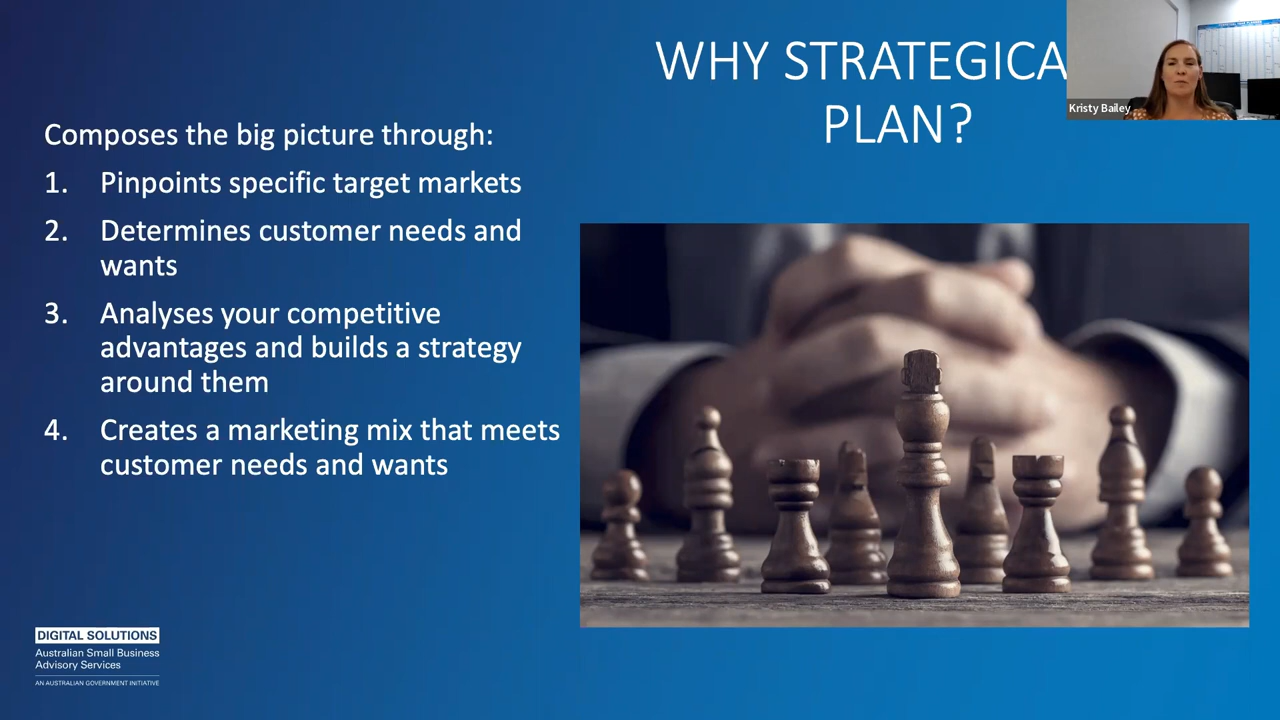 WHY STRATEGICA
PLAN?
Kristy Bailey
Composes the big picture through:
1. Pinpoints specific target markets
2. Determines customer needs and
wants
3. Analyses your competitive
advantages and builds a strategy
around them
4. Creates a marketing mix that meets
customer needs and wants
DIGITAL SOLUTIONS
Australian Small Business
Advisory Services
AN AUSTRALIAN GOVERNMENT INITIATIVE